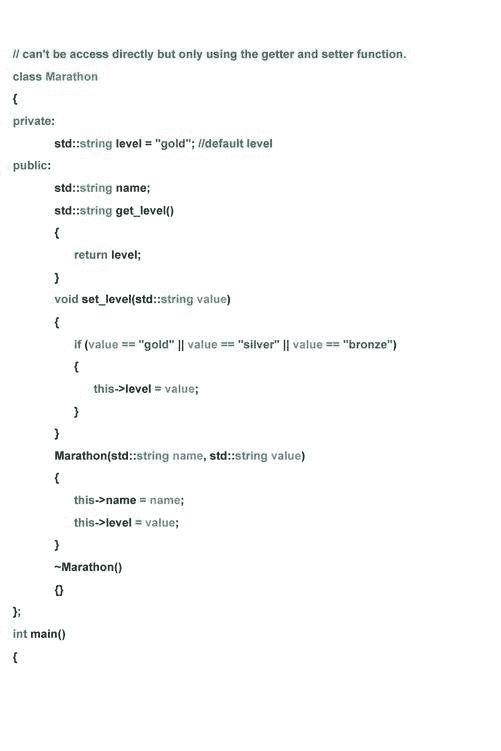 // can't be access directly but only using the getter and setter function.
class Marathon
{
private:
std::string level = "gold"; //default level
public:
std::string name;
std::string get_level()
{
return level;
}
void set_level(std::string value)
{
if (value == "gold" || value == "silver" || value == "bronze")
{
this->level = value;
}
}
Marathon(std::string name, std::string value)
{
this->name = name;
this->level = value;
}
~Marathon()
{}
};
int main()
{